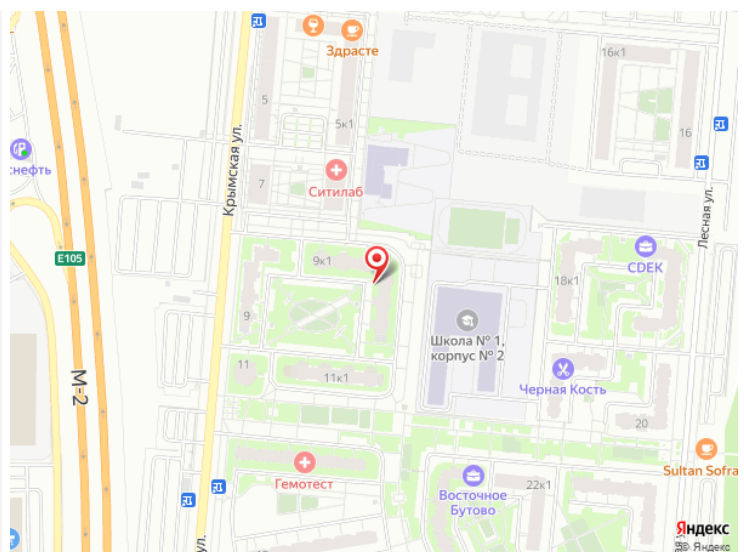 Здрасте
16к1
5
5к1
16
снефть
Крымская ул.
7
Ситилаб
Лесная ул.
E105
9к1
CDEK
18к1
9
Школа № 1,
корпус № 2
11
11к1
M-2
Черная Кость
20
Sultan Sofra
Гемотест
22к1
Восточное
Бутово
ул.
Яндекс
© Яндекс